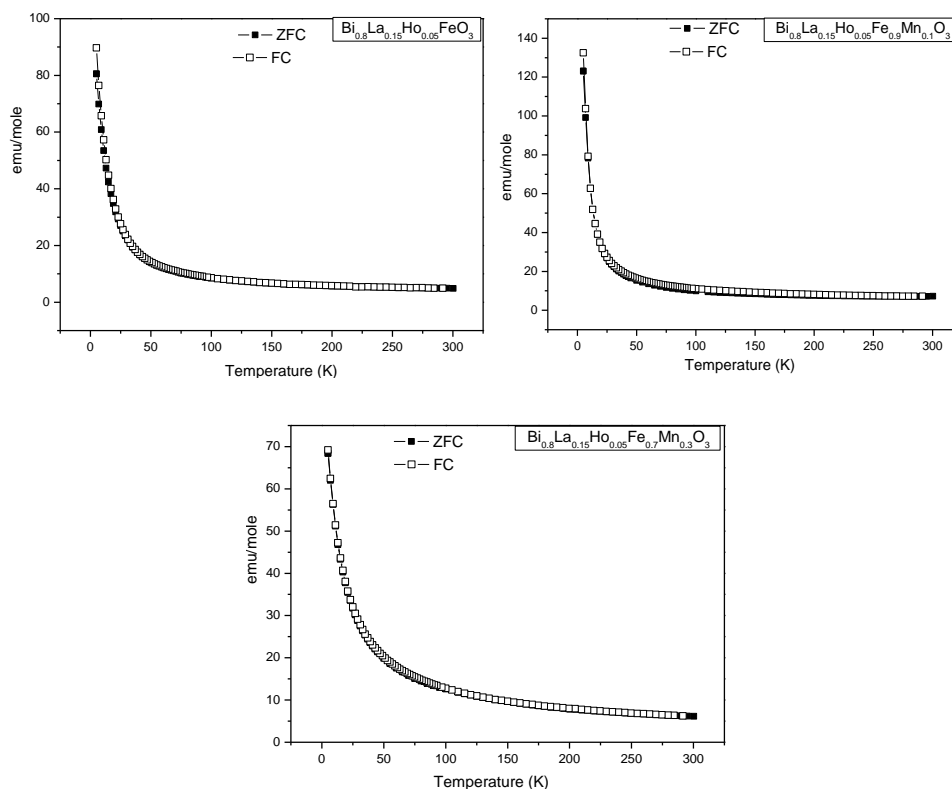 Bi0.8La0.15Ho0.05FeO3
ZFC
FC
emu/mole
100
80
60
40
20
0
0 50 100 150 200 250 300
Temperature (K)
Bi0.8La0.15Ho0.05Fe0.9Mn0.1O3
ZFC
FC
emu/mole
140
120
100
80
60
40
20
0
0 50 100 150 200 250 300
Temperature (K)
Bi0.8La0.15Ho0.05Fe0.7Mn0.3O3
ZFC
FC
emu/mole
70
60
50
40
30
20
10
0
0 50 100 150 200 250 300
Temperature (K)